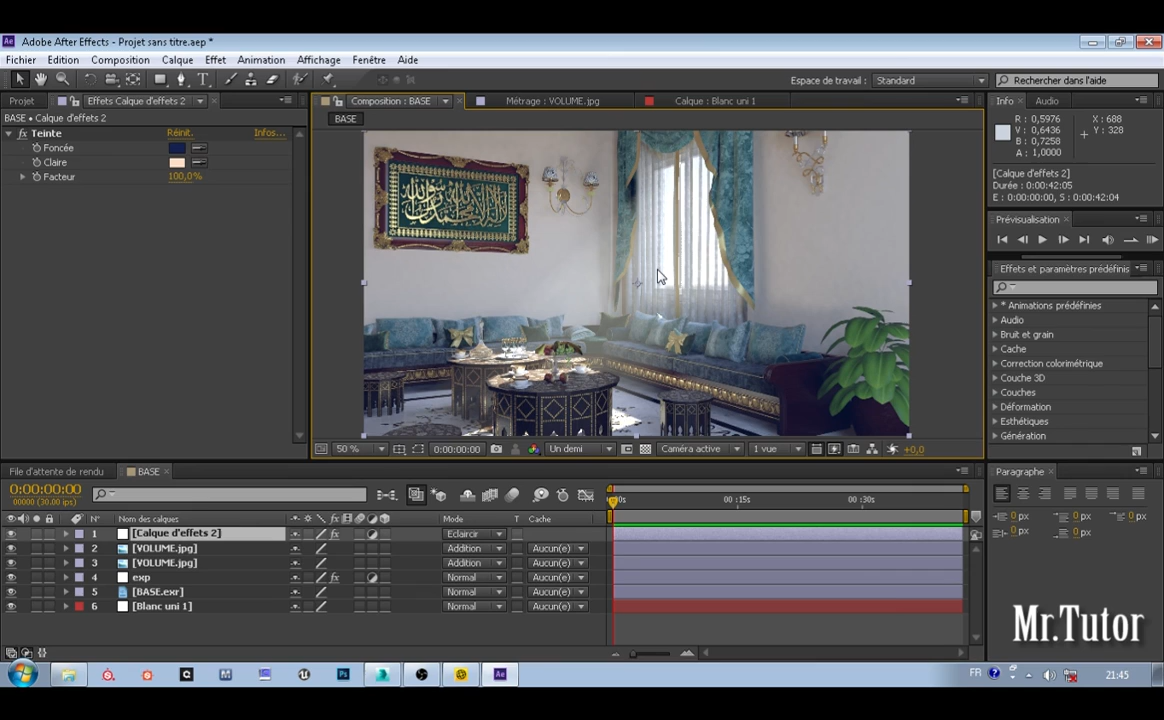 Adobe After Effects - Projet sans titre.aep *
Fichier Edition Composition Calque Effet Animation Affichage Fenêtre Aide
Espace de travail : Standard Rechercher dans l'aide
Projet Effets Calque d'effets 2 Composition : BASE Métrage : VOLUME.jpg Calque : Blanc uni 1 Info Audio
BASE • Calque d'effets 2
BASE
fx Teinte Réinit. Infos...
Foncée
Claire
Facteur 100,0%
R : 0,5976
V : 0,6436
B : 0,7258
A : 1,0000
X : 688
Y : 328
[Calque d'effets 2]
Durée : 0:00:42:05
E : 0:00:00:00, S : 0:00:42:04
Prévisualisation
Effets et paramètres prédéfinis
* Animations prédéfinies
Audio
Bruit et grain
Cache
Correction colorimétrique
Couche 3D
Couches
Déformation
Esthétiques
Génération
50 % 0:00:00:00 Un demi Caméra active 1 vue +0,0
File d'attente de rendu BASE
0:00:00:00
00000 (30.00 ips)
00 :15s 00 :30s
N° Nom des calques Mode T Cache
1 [Calque d'effets 2] fx Eclaircir
2 [VOLUME.jpg] Addition Aucun(e)
3 [VOLUME.jpg] Addition Aucun(e)
4 exp fx Normal Aucun(e)
5 [BASE.exr] Normal Aucun(e)
6 [Blanc uni 1] Normal Aucun(e)
Paragraphe
0 px 0 px 0 px
0 px 0 px
Mr.Tutor
FR 21:45